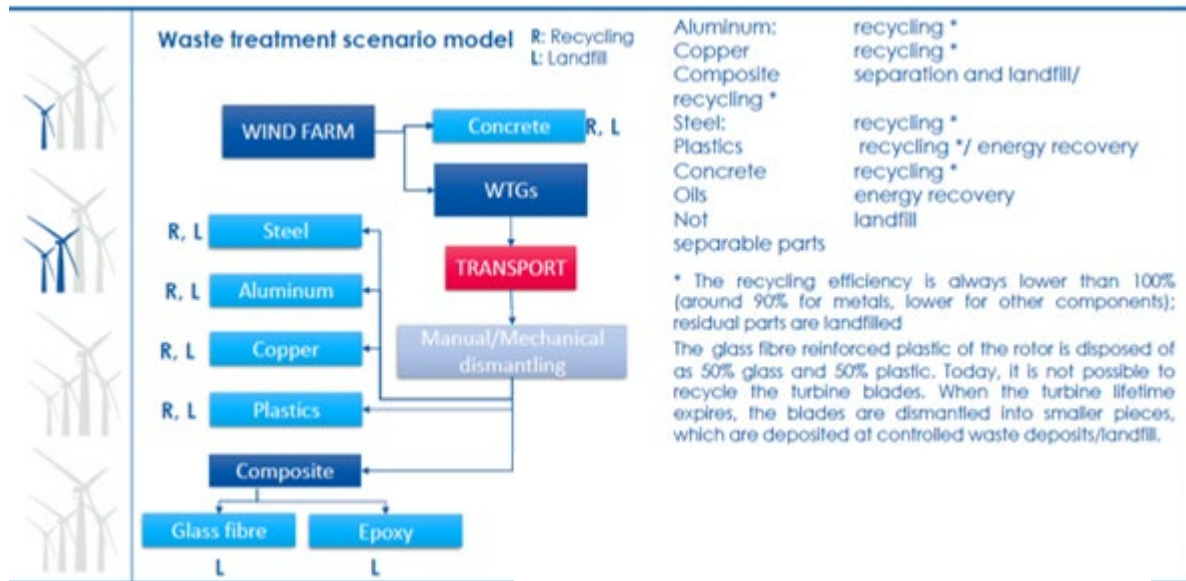 Waste treatment scenario model
R: Recycling
L: Landfill
WIND FARM
Concrete
R, L
WTGs
TRANSPORT
Manual/Mechanical
dismantling
R, L
Steel
R, L
Aluminum
R, L
Copper
R, L
Plastics
Composite
Glass fibre
Epoxy
L
L
Aluminum: recycling *
Copper recycling *
Composite separation and landfill/
recycling *
Steel: recycling *
Plastics recycling */ energy recovery
Concrete recycling *
Oils energy recovery
Not landfill
separable parts
* The recycling efficiency is always lower than 100%
(around 90% for metals, lower for other components);
residual parts are landfilled
The glass fibre reinforced plastic of the rotor is disposed of
as 50% glass and 50% plastic. Today, it is not possible to
recycle the turbine blades. When the turbine lifetime
expires, the blades are dismantled into smaller pieces,
which are deposited at controlled waste deposits/landfill.